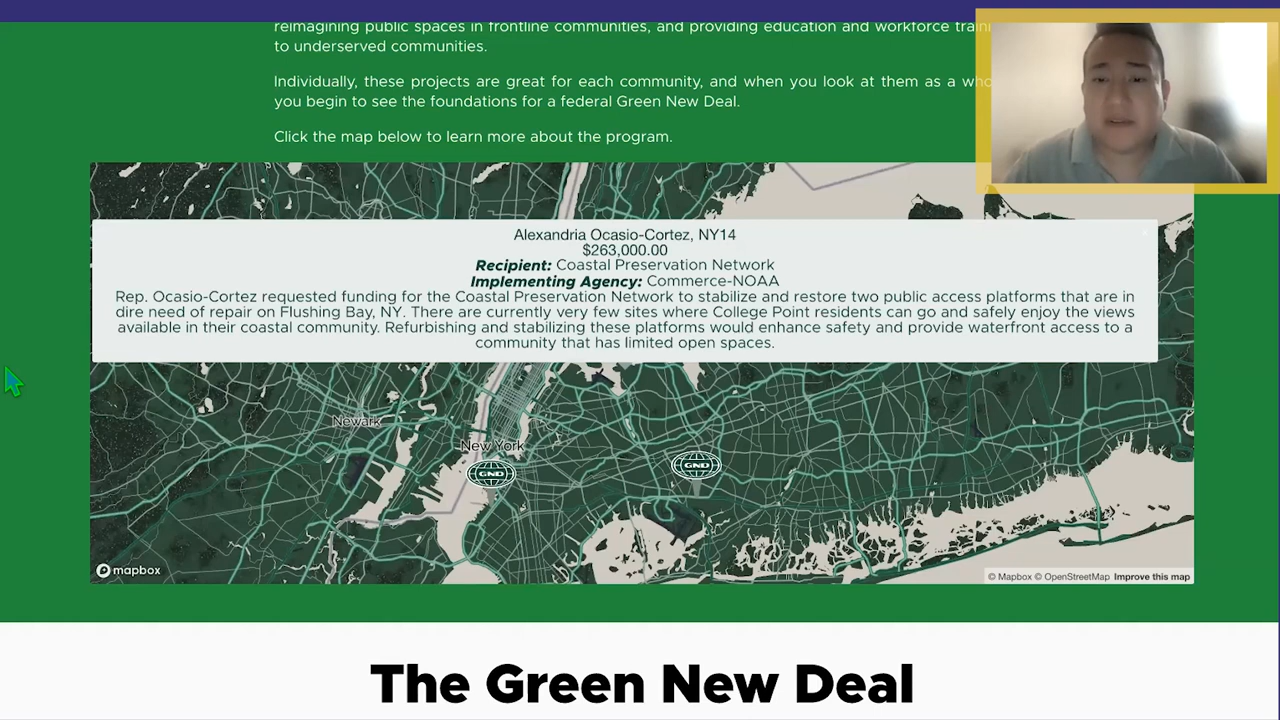 reimagining public spaces in frontline communities, and providing education and workforce
to underserved communities.
Individually, these projects are great for each community, and when you look at them as a
you begin to see the foundations for a federal Green New Deal.
Click the map below to learn more about the program.
Alexandria Ocasio-Cortez, NY14
$263,000.00
Recipient: Coastal Preservation Network
Implementing Agency: Commerce-NOAA
Rep. Ocasio-Cortez requested funding for the Coastal Preservation Network to stabilize and restore two public access platforms that are in
dire need of repair on Flushing Bay, NY. There are currently very few sites where College Point residents can go and safely enjoy the views
available in their coastal community. Refurbishing and stabilizing these platforms would enhance safety and provide waterfront access to a
community that has limited open spaces.
Newark
New York
GND
GND
mapbox
© Mapbox © OpenStreetMap Improve this map
The Green New Deal